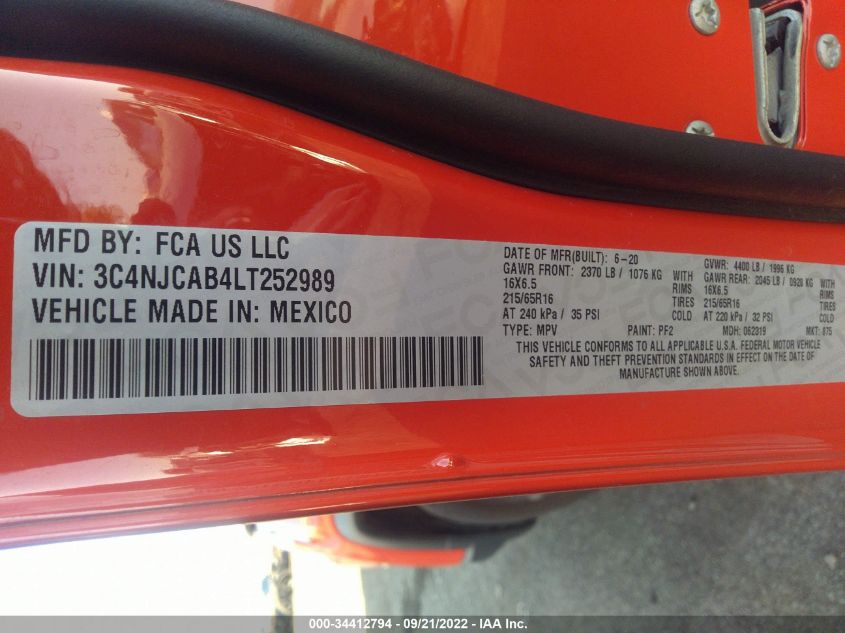 MFD BY: FCA US LLC
VIN: 3C4NJCAB4LT252989
VEHICLE MADE IN: MEXICO
DATE OF MFR(BUILT): 6-20 GVWR: 4400 LB / 1996 KG
GAWR FRONT: 2370 LB / 1076 KG WITH GAWR REAR: 2045 LB / 0928 KG WITH
16X6.5 RIMS 16X6.5 RIMS
215/65R16 TIRES 215/65R16 TIRES
AT 240 kPa / 35 PSI COLD AT 220 kPa / 32 PSI COLD
TYPE: MPV PAINT: PF2 MDH: 062319 MKT: 875
THIS VEHICLE CONFORMS TO ALL APPLICABLE U.S.A. FEDERAL MOTOR VEHICLE
SAFETY AND THEFT PREVENTION STANDARDS IN EFFECT ON THE DATE OF
MANUFACTURE SHOWN ABOVE.
000-34412794 - 09/21/2022 - IAA Inc.